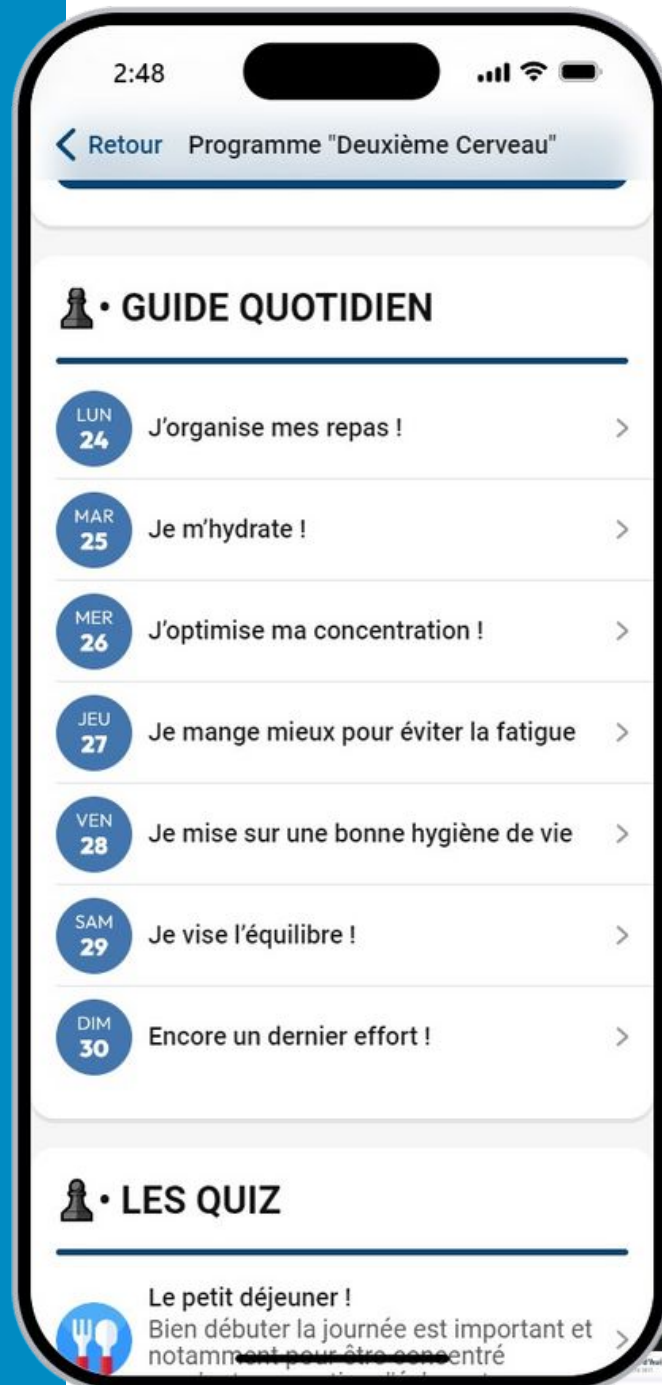 2:48
Retour Programme "Deuxième Cerveau"
• GUIDE QUOTIDIEN
LUN
24
J'organise mes repas !
MAR
25
Je m'hydrate !
MER
26
J'optimise ma concentration !
JEU
27
Je mange mieux pour éviter la fatigue
VEN
28
Je mise sur une bonne hygiène de vie
SAM
29
Je vise l'équilibre !
DIM
30
Encore un dernier effort !
• LES QUIZ
Le petit déjeuner !
Bien débuter la journée est important et
notamment pour être concentré